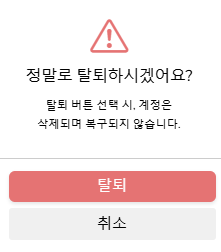 정말로 탈퇴하시겠어요?
탈퇴 버튼 선택 시, 계정은
삭제되며 복구되지 않습니다.
탈퇴
취소